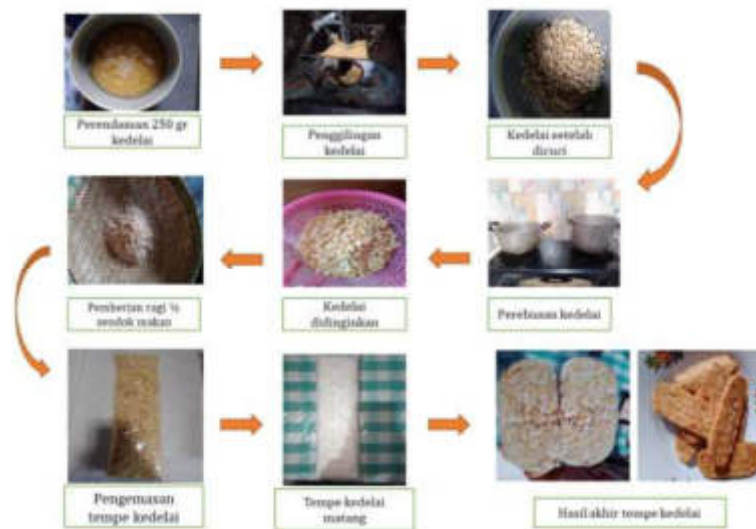 Perendaman 250 gr
kedelai
Penggilingan
kedelai
Kedelai setelah
dicuci
Perebusan kedelai
Kedelai
didinginkan
Pemberian ragi ½
sendok makan
Pengemasan
tempe kedelai
Tempe kedelai
matang
Hasil akhir tempe kedelai